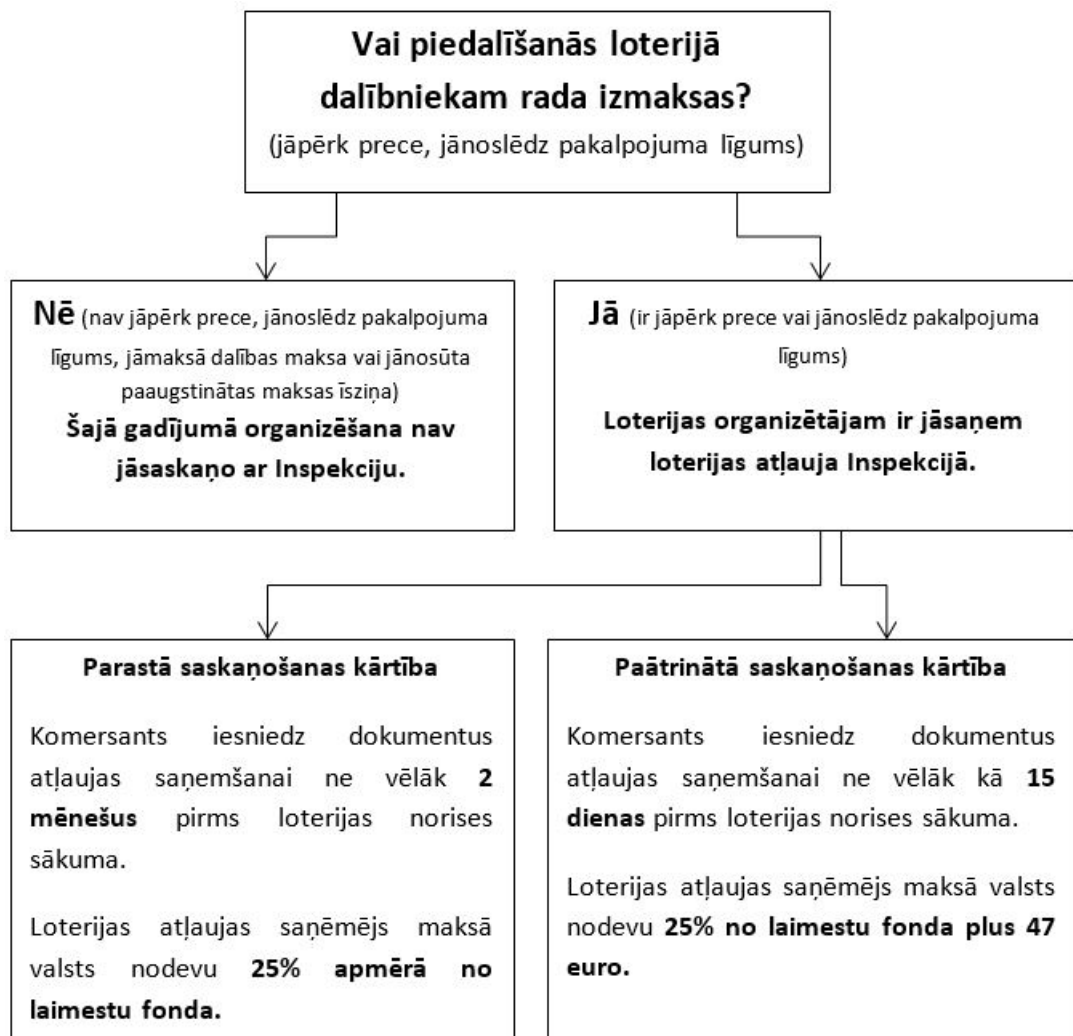 Vai piedalīšanās loterijā
dalībniekam rada izmaksas?
(jāpērk prece, jānoslēdz pakalpojuma līgums)
Nē (nav jāpērk prece, jānoslēdz pakalpojuma
līgums, jāmaksā dalības maksa vai jānosūta
paaugstinātas maksas īsziņa)
Šajā gadījumā organizēšana nav
jāsaskaņo ar Inspekciju.
Jā (ir jāpērk prece vai jānoslēdz pakalpojuma
līgums)
Loterijas organizētājam ir jāsaņem
loterijas atļauja Inspekcijā.
Parastā saskaņošanas kārtība
Komersants iesniedz dokumentus
atļaujas saņemšanai ne vēlāk 2
mēnešus pirms loterijas norises
sākuma.
Loterijas atļaujas saņēmējs maksā
valsts nodevu 25% apmērā no
laimestu fonda.
Paātrinātā saskaņošanas kārtība
Komersants iesniedz dokumentus
atļaujas saņemšanai ne vēlāk kā 15
dienas pirms loterijas norises sākuma.
Loterijas atļaujas saņēmējs maksā valsts
nodevu 25% no laimestu fonda plus 47
euro.